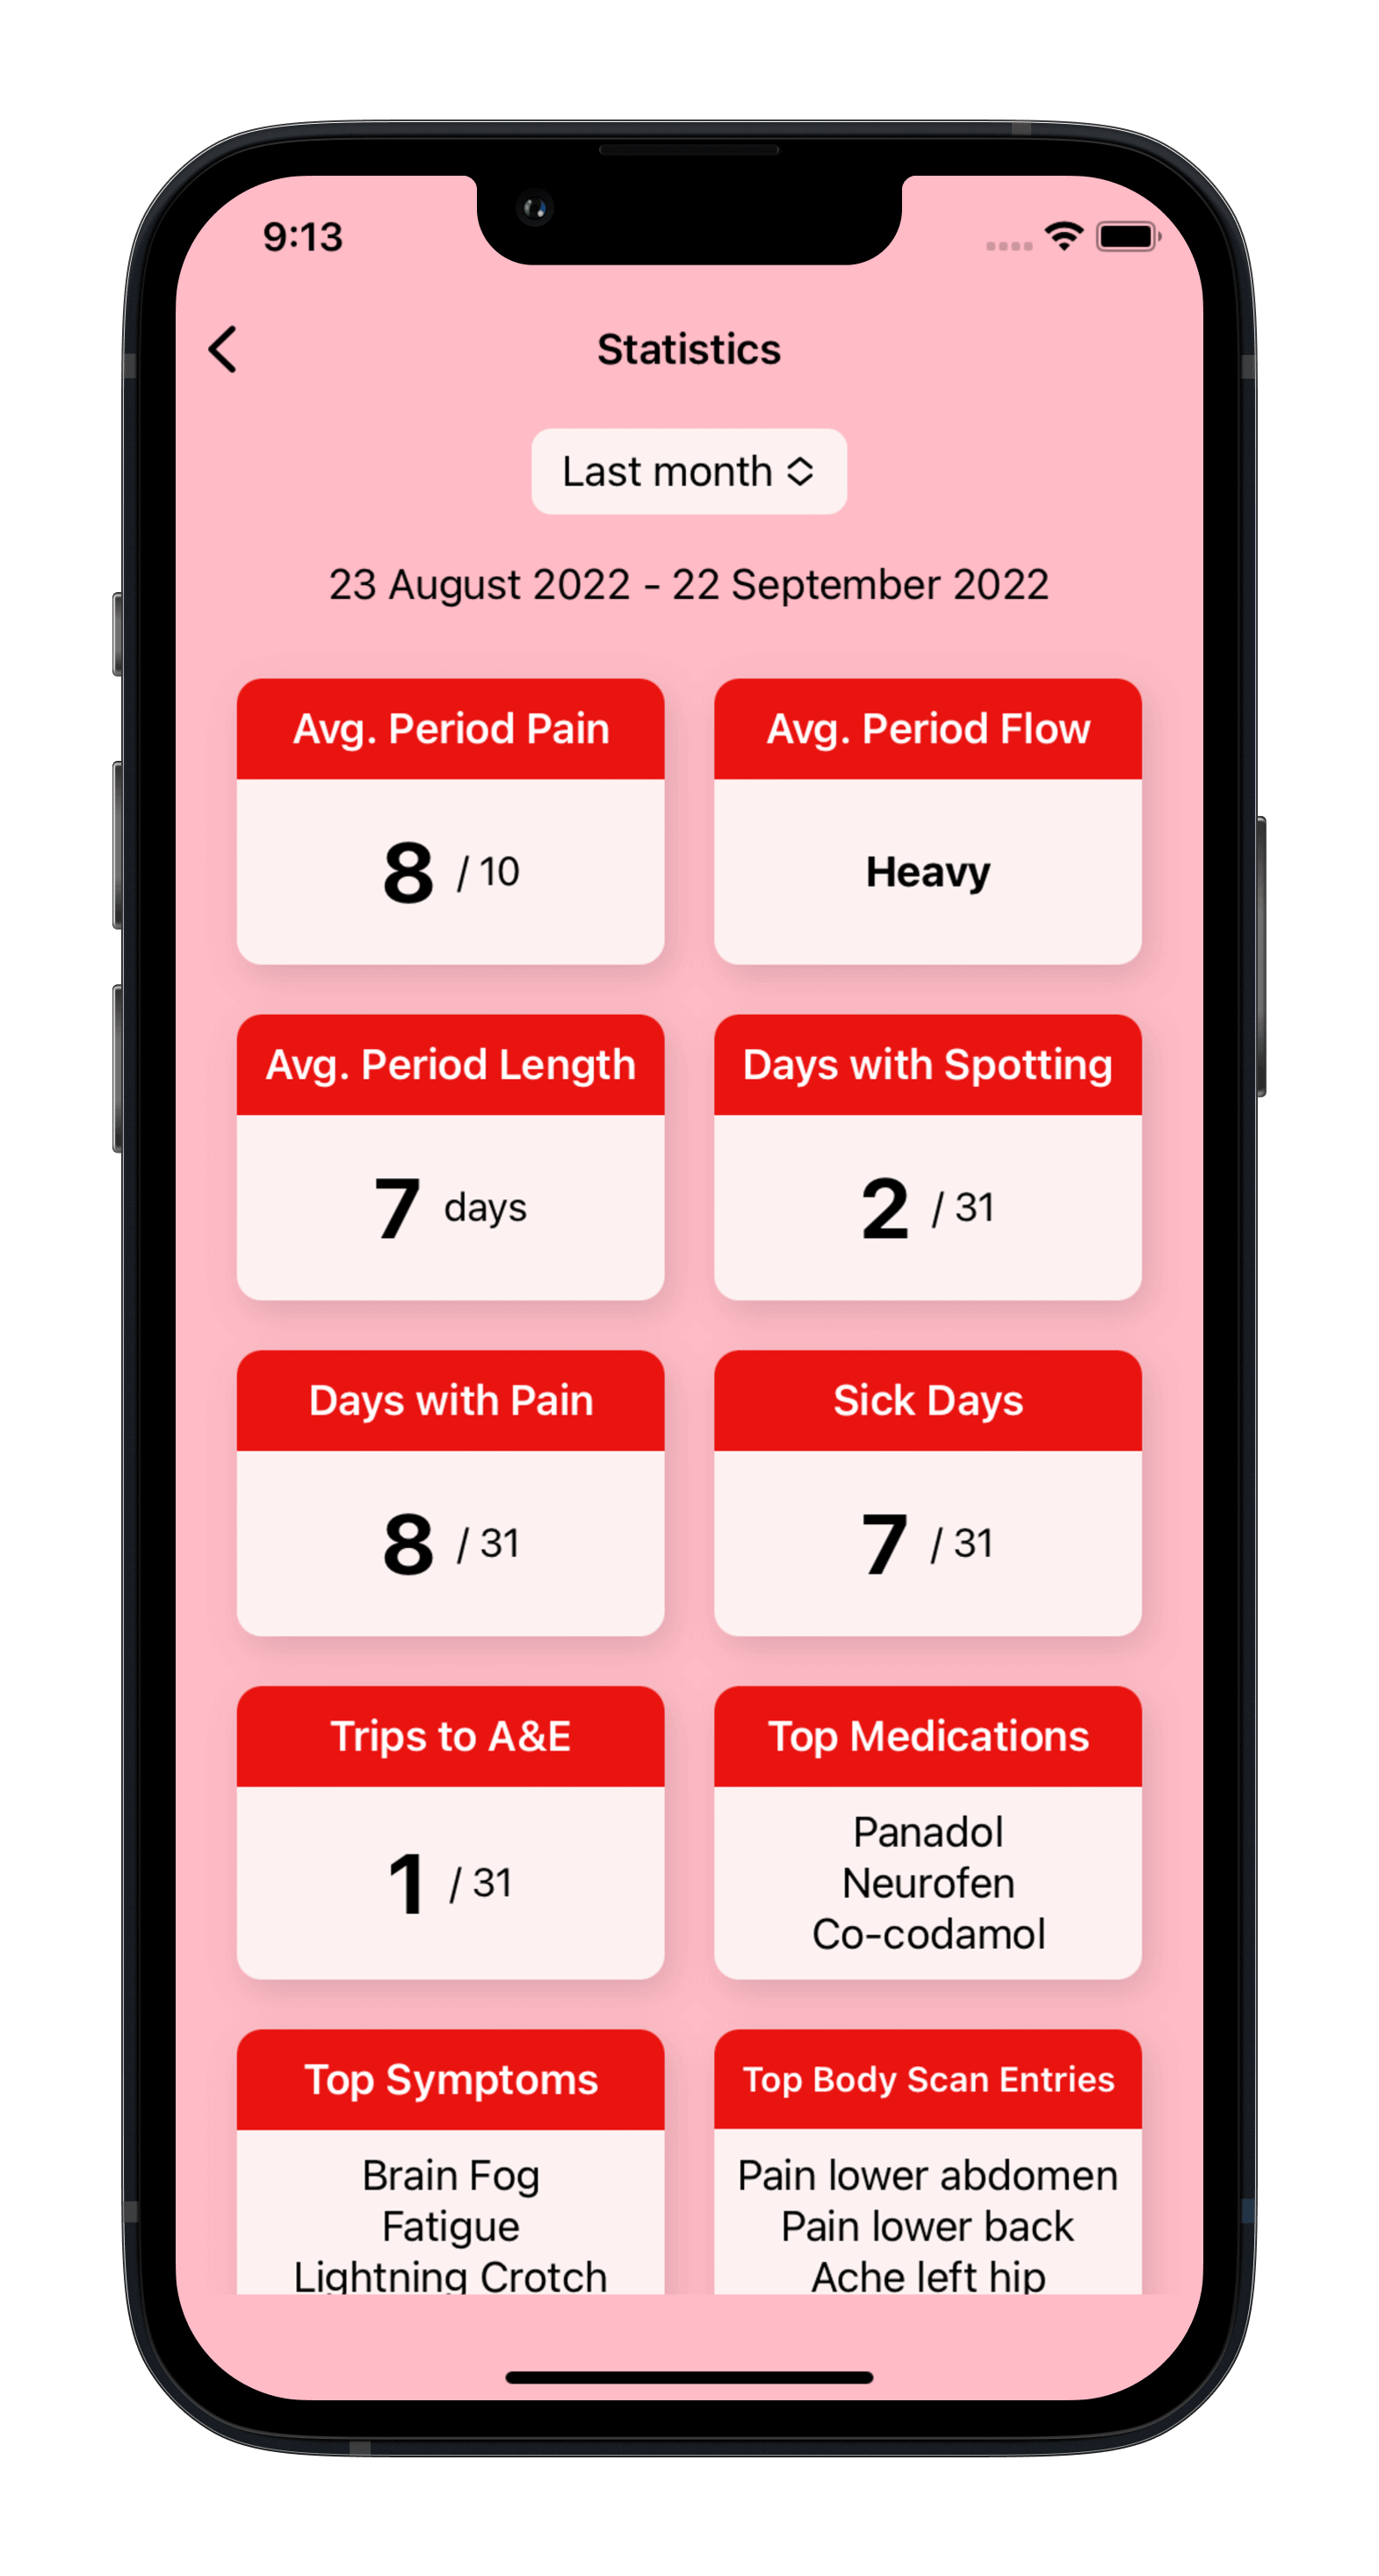 9:13
Statistics
Last month
23 August 2022 - 22 September 2022
Avg. Period Pain
8 / 10
Avg. Period Flow
Heavy
Avg. Period Length
7 days
Days with Spotting
2 / 31
Days with Pain
8 / 31
Sick Days
7 / 31
Trips to A&E
1 / 31
Top Medications
Panadol
Neurofen
Co-codamol
Top Symptoms
Brain Fog
Fatigue
Lightning Crotch
Top Body Scan Entries
Pain lower abdomen
Pain lower back
Ache left hip